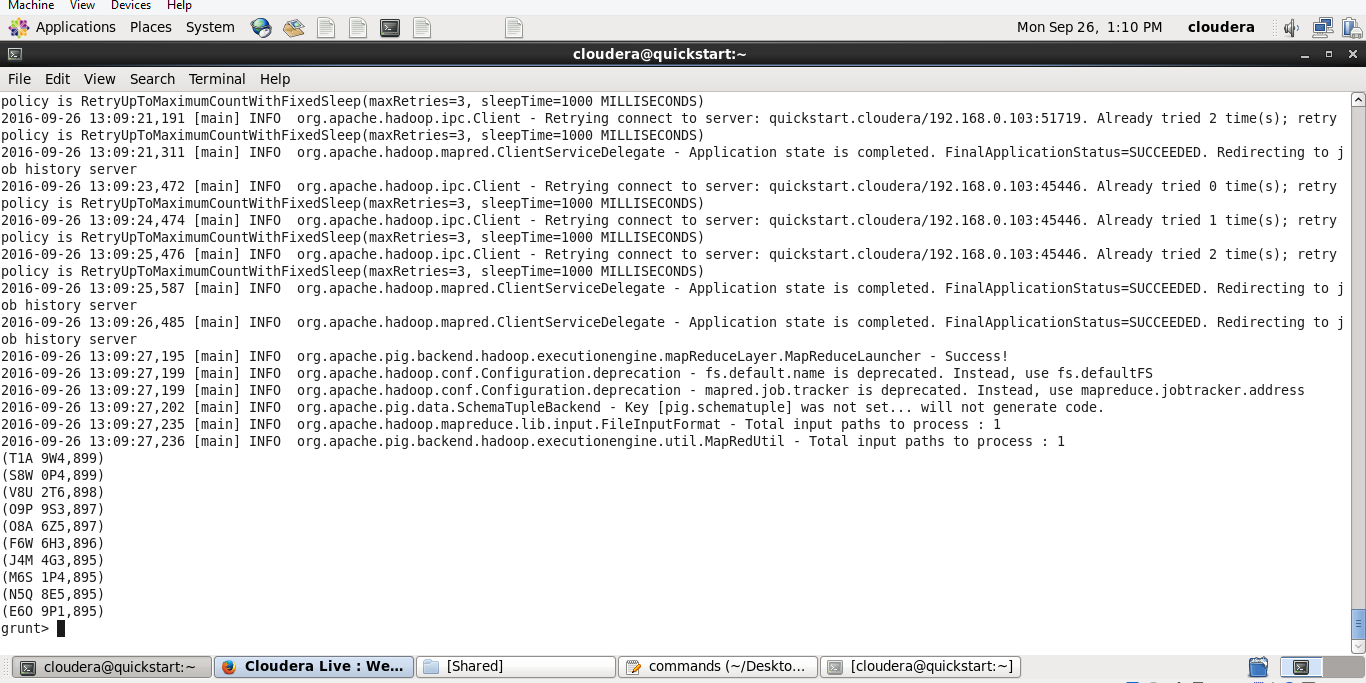 Machine View Devices Help
Applications Places System Mon Sep 26, 1:10 PM cloudera
cloudera@quickstart:~
File Edit View Search Terminal Help
policy is RetryUpToMaximumCountWithFixedSleep(maxRetries=3, sleepTime=1000 MILLISECONDS)
2016-09-26 13:09:21,191 [main] INFO  org.apache.hadoop.ipc.Client - Retrying connect to server: quickstart.cloudera/192.168.0.103:51719. Already tried 2 time(s); retry
policy is RetryUpToMaximumCountWithFixedSleep(maxRetries=3, sleepTime=1000 MILLISECONDS)
2016-09-26 13:09:21,311 [main] INFO  org.apache.hadoop.mapred.ClientServiceDelegate - Application state is completed. FinalApplicationStatus=SUCCEEDED. Redirecting to j
ob history server
2016-09-26 13:09:23,472 [main] INFO  org.apache.hadoop.ipc.Client - Retrying connect to server: quickstart.cloudera/192.168.0.103:45446. Already tried 0 time(s); retry
policy is RetryUpToMaximumCountWithFixedSleep(maxRetries=3, sleepTime=1000 MILLISECONDS)
2016-09-26 13:09:24,474 [main] INFO  org.apache.hadoop.ipc.Client - Retrying connect to server: quickstart.cloudera/192.168.0.103:45446. Already tried 1 time(s); retry
policy is RetryUpToMaximumCountWithFixedSleep(maxRetries=3, sleepTime=1000 MILLISECONDS)
2016-09-26 13:09:25,476 [main] INFO  org.apache.hadoop.ipc.Client - Retrying connect to server: quickstart.cloudera/192.168.0.103:45446. Already tried 2 time(s); retry
policy is RetryUpToMaximumCountWithFixedSleep(maxRetries=3, sleepTime=1000 MILLISECONDS)
2016-09-26 13:09:25,587 [main] INFO  org.apache.hadoop.mapred.ClientServiceDelegate - Application state is completed. FinalApplicationStatus=SUCCEEDED. Redirecting to j
ob history server
2016-09-26 13:09:26,485 [main] INFO  org.apache.hadoop.mapred.ClientServiceDelegate - Application state is completed. FinalApplicationStatus=SUCCEEDED. Redirecting to j
ob history server
2016-09-26 13:09:27,195 [main] INFO  org.apache.pig.backend.hadoop.executionengine.mapReduceLayer.MapReduceLauncher - Success!
2016-09-26 13:09:27,199 [main] INFO  org.apache.hadoop.conf.Configuration.deprecation - fs.default.name is deprecated. Instead, use fs.defaultFS
2016-09-26 13:09:27,199 [main] INFO  org.apache.hadoop.conf.Configuration.deprecation - mapred.job.tracker is deprecated. Instead, use mapreduce.jobtracker.address
2016-09-26 13:09:27,202 [main] INFO  org.apache.pig.data.SchemaTupleBackend - Key [pig.schematuple] was not set... will not generate code.
2016-09-26 13:09:27,235 [main] INFO  org.apache.hadoop.mapreduce.lib.input.FileInputFormat - Total input paths to process : 1
2016-09-26 13:09:27,236 [main] INFO  org.apache.pig.backend.hadoop.executionengine.util.MapRedUtil - Total input paths to process : 1
(T1A 9W4,899)
(S8W 0P4,899)
(V8U 2T6,898)
(O9P 9S3,897)
(O8A 6Z5,897)
(F6W 6H3,896)
(J4M 4G3,895)
(M6S 1P4,895)
(N5Q 8E5,895)
(E6O 9P1,895)
grunt>
cloudera@quickstart:~ Cloudera Live : We... [Shared] commands (~/Deskto... [cloudera@quickstart:~]